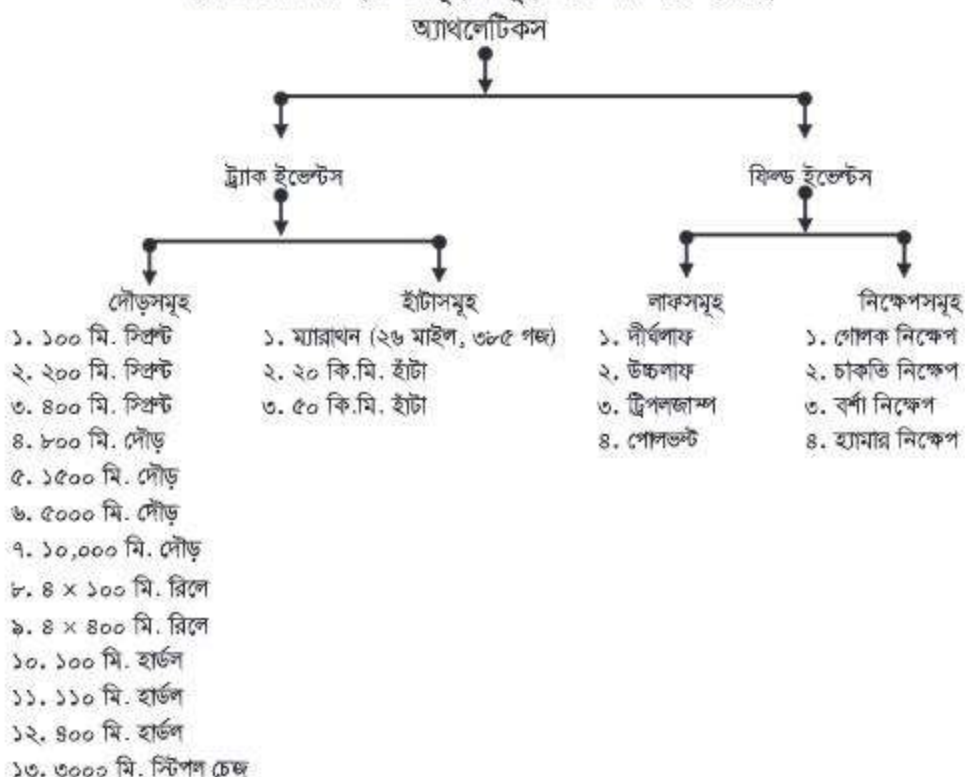 অ্যাথলেটিকস
ট্র্যাক ইভেন্টস
ফিল্ড ইভেন্টস
দৌড়সমূহ
১. ১০০ মি. স্প্রিন্ট
২. ২০০ মি. স্প্রিন্ট
৩. ৪০০ মি. স্প্রিন্ট
৪. ৮০০ মি. দৌড়
৫. ১৫০০ মি. দৌড়
৬. ৫০০০ মি. দৌড়
৭. ১০,০০০ মি. দৌড়
৮. ৪ × ১০০ মি. রিলে
৯. ৪ × ৪০০ মি. রিলে
১০. ১০০ মি. হার্ডল
১১. ১১০ মি. হার্ডল
১২. ৪০০ মি. হার্ডল
১৩. ৩০০০ মি. স্টিপল চেজ
হাঁটাসমূহ
১. ম্যারাথন (২৬ মাইল, ৩৮৫ গজ)
২. ২০ কি.মি. হাঁটা
৩. ৫০ কি.মি. হাঁটা
লাফসমূহ
১. দীর্ঘলাফ
২. উচ্চলাফ
৩. ট্রিপলজাম্প
৪. পোলভল্ট
নিক্ষেপসমূহ
১. গোলক নিক্ষেপ
২. চাকতি নিক্ষেপ
৩. বর্শা নিক্ষেপ
৪. হ্যামার নিক্ষেপ